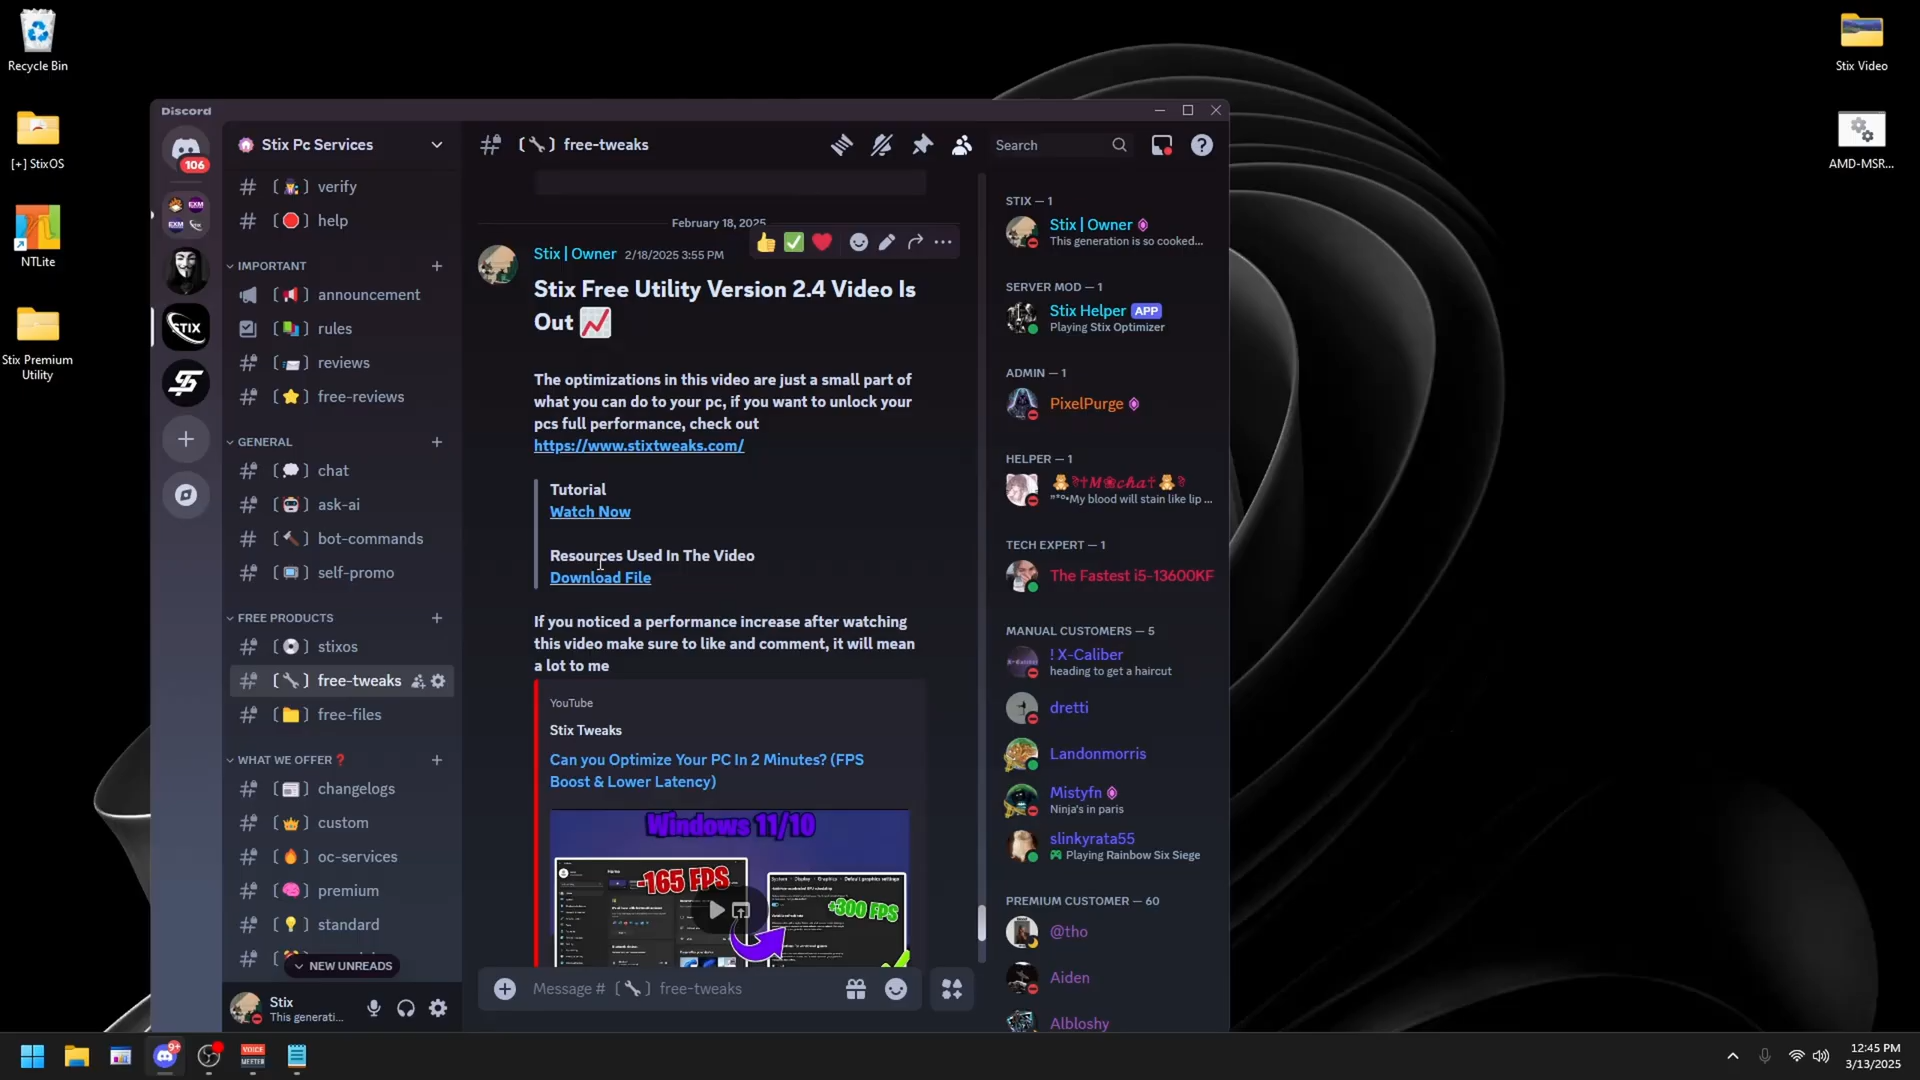 Recycle Bin
[+] StixOS
NTLite
Stix Premium
Utility
Stix Video
AMD-MSR...
Discord
106
EXM
EXM
STIX
Stix Pc Services
verify
help
IMPORTANT
announcement
rules
reviews
free-reviews
GENERAL
chat
ask-ai
bot-commands
self-promo
FREE PRODUCTS
stixos
free-tweaks
free-files
WHAT WE OFFER❓
changelogs
custom
oc-services
premium
standard
NEW UNREADS
Stix
This generati...
free-tweaks
Search
February 18, 2025
Stix | Owner 2/18/2025 3:55 PM
Stix Free Utility Version 2.4 Video Is
Out 📈
The optimizations in this video are just a small part of
what you can do to your pc, if you want to unlock your
pcs full performance, check out
https://www.stixtweaks.com/
Tutorial
Watch Now
Resources Used In The Video
Download File
If you noticed a performance increase after watching
this video make sure to like and comment, it will mean
a lot to me
YouTube
Stix Tweaks
Can you Optimize Your PC In 2 Minutes? (FPS
Boost & Lower Latency)
Windows 11/10
-165 FPS
+300 FPS
Message # 〔🔧〕 free-tweaks
STIX — 1
Stix | Owner
This generation is so cooked...
SERVER MOD — 1
Stix Helper APP
Playing Stix Optimizer
ADMIN — 1
PixelPurge
HELPER — 1
"*°•My blood will stain like lip ...
TECH EXPERT — 1
The Fastest i5-13600KF
MANUAL CUSTOMERS — 5
! X-Caliber
heading to get a haircut
dretti
Landonmorris
Mistyfn
Ninja's in paris
slinkyrata55
Playing Rainbow Six Siege
PREMIUM CUSTOMER — 60
@tho
Aiden
Albloshy
9+
VOICE
MEETER
12:45 PM
3/13/2025